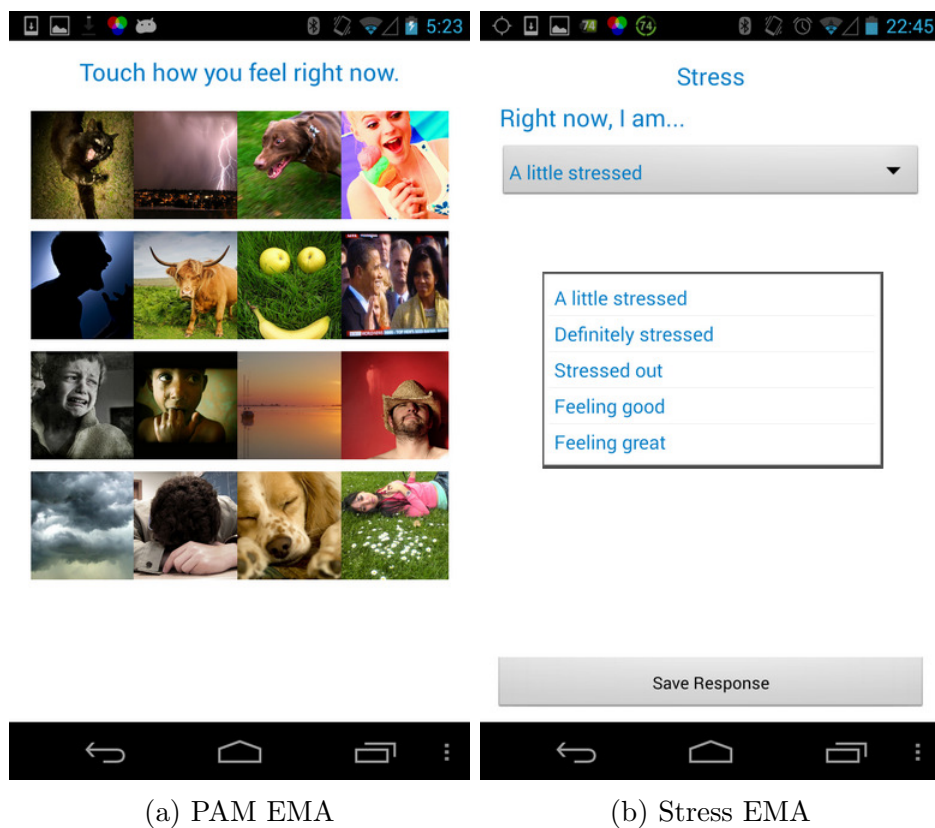 5:23
Touch how you feel right now.
74 74 22:45
Stress
Right now, I am...
A little stressed
A little stressed
Definitely stressed
Stressed out
Feeling good
Feeling great
Save Response
(a) PAM EMA
(b) Stress EMA